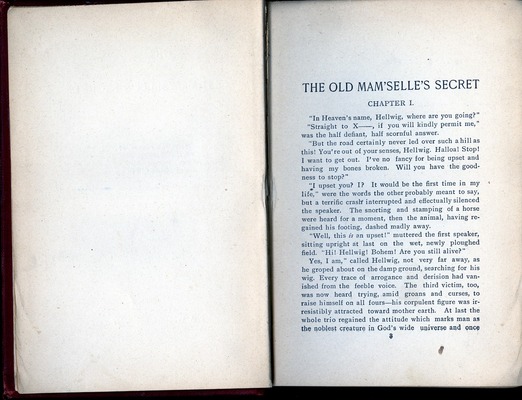 THE OLD MAM'SELLE'S SECRET
CHAPTER I.
"In Heaven's name, Hellwig, where are you going?"
"Straight to X——, if you will kindly permit me,"
was the half defiant, half scornful answer.
"But the road certainly never led over such a hill as
this! You're out of your senses, Hellwig. Halloa! Stop!
I want to get out. I've no fancy for being upset and
having my bones broken. Will you have the good-
ness to stop?"
"I upset you? I? It would be the first time in my
life," were the words the other probably meant to say,
but a terrific crash interrupted and effectually silenced
the speaker. The snorting and stamping of a horse
were heard for a moment, then the animal, having re-
gained his footing, dashed madly away.
"Well, this is an upset!" muttered the first speaker,
sitting upright at last on the wet, newly ploughed
field. "Hi! Hellwig! Bohem! Are you still alive?"
Yes, I am," called Hellwig, not very far away, as
he groped about on the damp ground, searching for his
wig. Every trace of arrogance and derision had van-
ished from the feeble voice. The third victim, too,
was now heard trying, amid groans and curses, to
raise himself on all fours—his corpulent figure was ir-
resistibly attracted toward mother earth. At last the
whole trio regained the attitude which marks man as
the noblest creature in God's wide universe and once